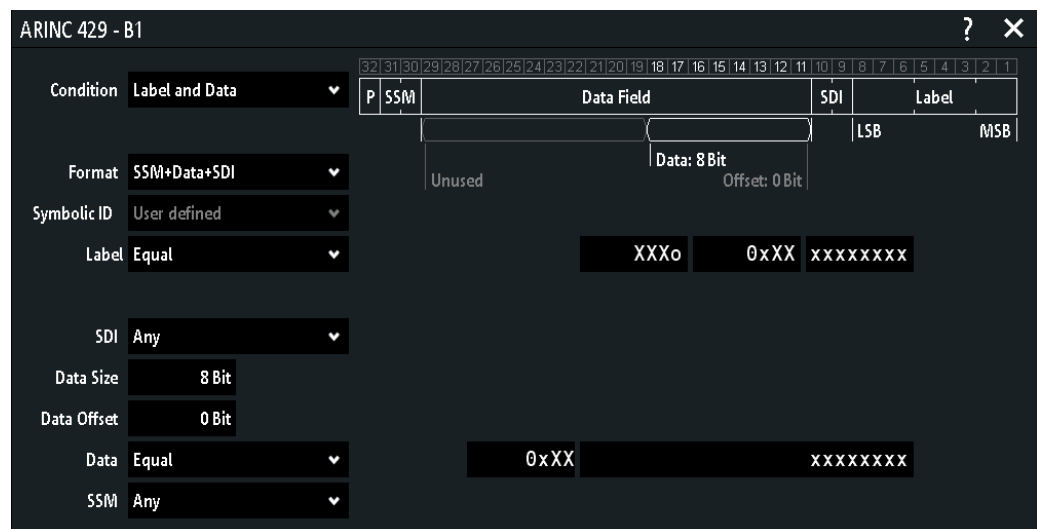 ARINC 429 - B1 ? ×
32 31 30 29 28 27 26 25 24 23 22 21 20 19 18 17 16 15 14 13 12 11 10 9 8 7 6 5 4 3 2 1
Condition Label and Data P SSM Data Field SDI Label
LSB MSB
Data: 8 Bit
Format SSM+Data+SDI Unused Offset: 0 Bit
Symbolic ID User defined
Label Equal XXXo 0xXX xxxxxxxx
SDI Any
Data Size 8 Bit
Data Offset 0 Bit
Data Equal 0xXX xxxxxxxx
SSM Any